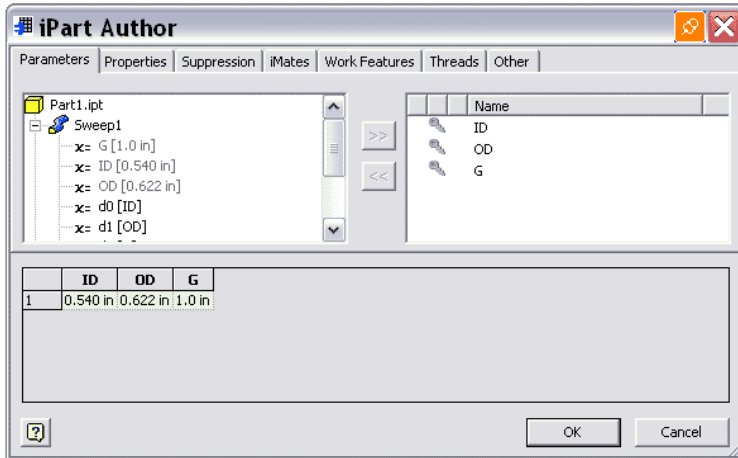 iPart Author
Parameters Properties Suppression iMates Work Features Threads Other
Part1.ipt
Sweep1
x= G [1.0 in]
x= ID [0.540 in]
x= OD [0.622 in]
x= d0 [ID]
x= d1 [OD]
>>
<<
Name
ID
OD
G
ID OD G
1 0.540 in 0.622 in 1.0 in
? OK Cancel